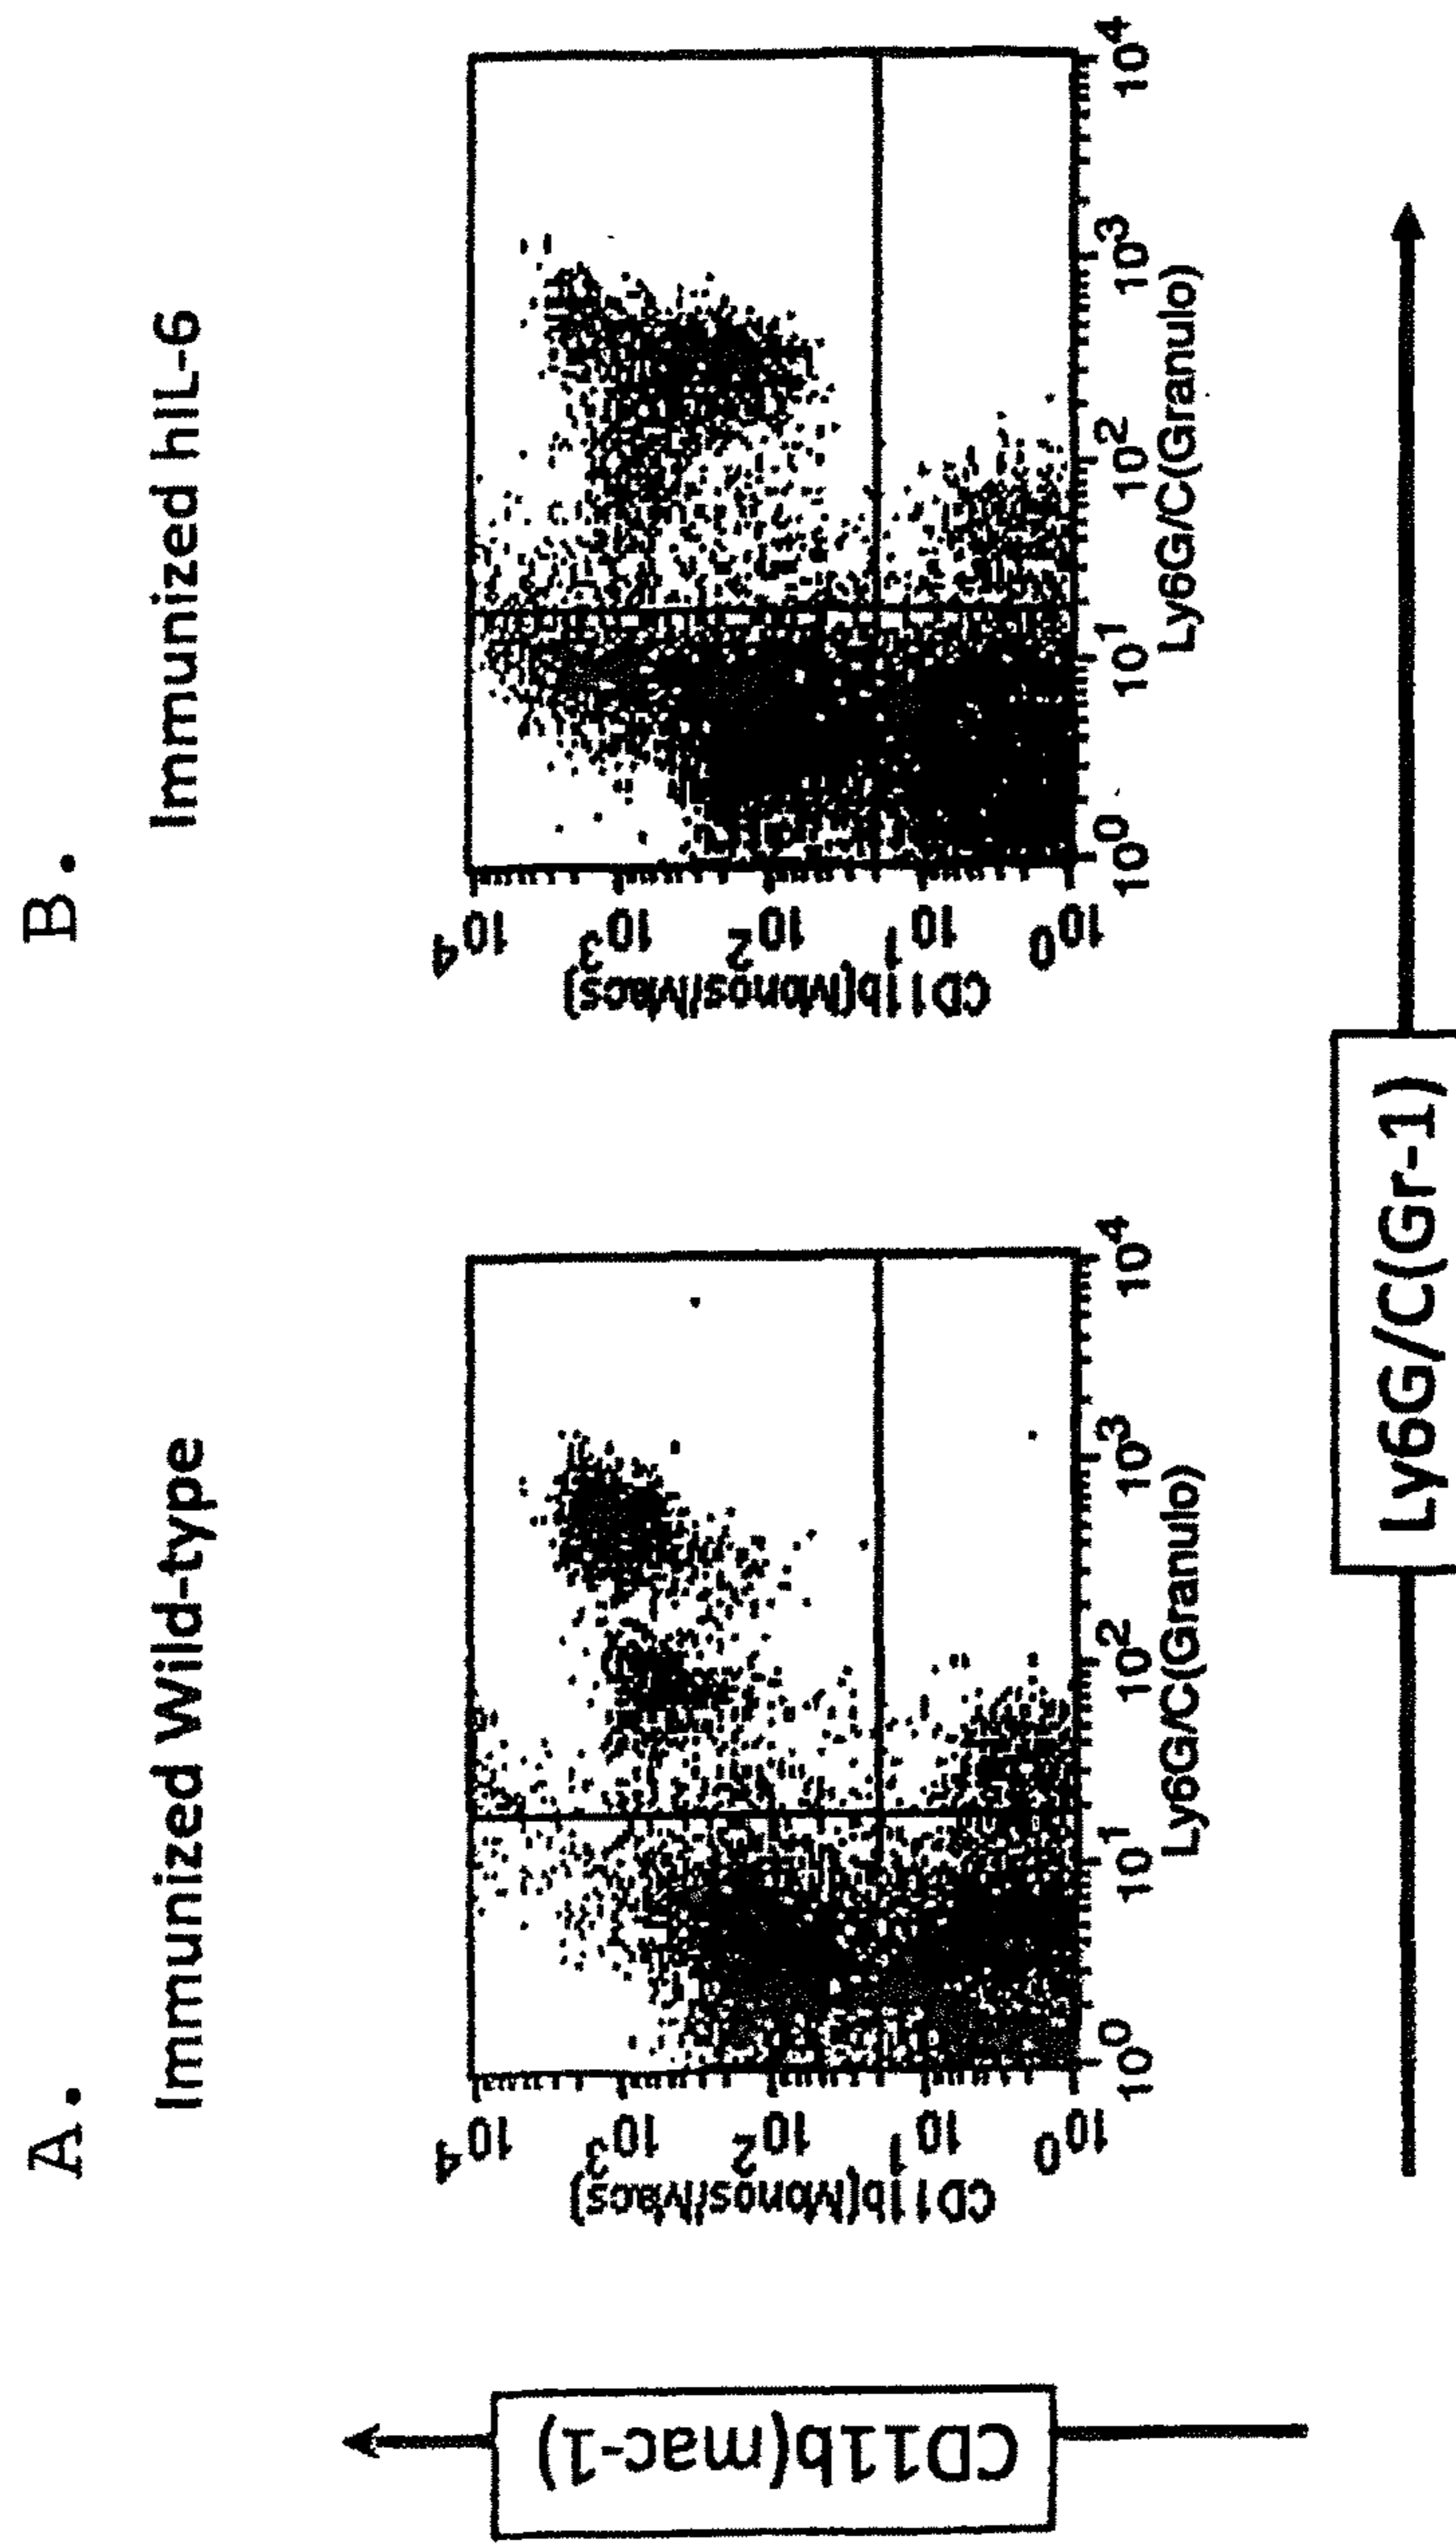 A.
Immunized Wild-type
CD11b(mac-1)
CD11b(Monos/Macs)
10^4
10^3
10^2
10^1
10^0
10^0
10^1
10^2
10^3
10^4
Ly6G/C(Granulo)
B.
Immunized hIL-6
CD11b(Monos/Macs)
10^4
10^3
10^2
10^1
10^0
10^0
10^1
10^2
10^3
10^4
Ly6G/C(Granulo)
Ly6G/C(Gr-1)